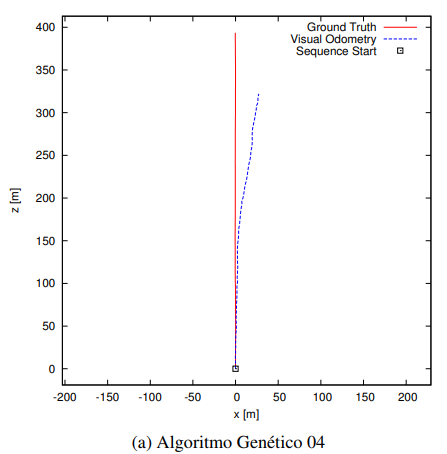 400
350
300
250
200
150
100
50
0
z [m]
Ground Truth
Visual Odometry
Sequence Start
-200 -150 -100 -50 0 50 100 150 200
x [m]
(a) Algoritmo Genético 04